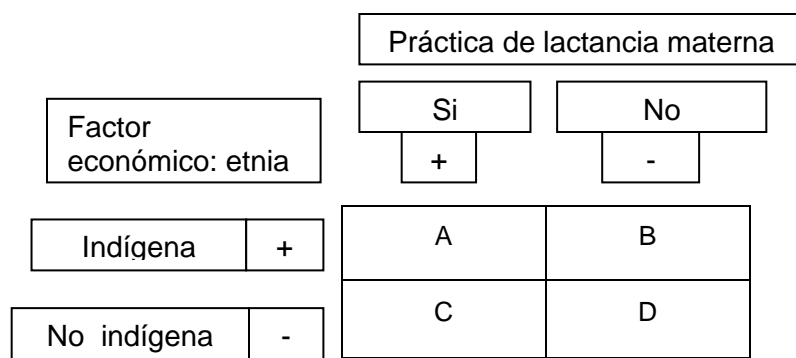 Práctica de lactancia materna
Si No
Factor
económico: etnia
+ -
Indígena + A B
No indígena - C D